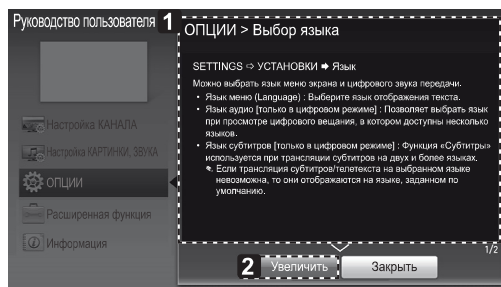 Руководство пользователя
1
ОПЦИИ > Выбор языка
SETTINGS ⇨ УСТАНОВКИ ➡ Язык
Можно выбрать язык меню экрана и цифрового звука передачи.
• Язык меню (Language) : Выберите язык отображения текста.
• Язык аудио [только в цифровом режиме] : Позволяет выбрать язык
при просмотре цифрового вещания, в котором доступны несколько
языков.
• Язык субтитров [только в цифровом режиме] : Функция «Субтитры»
используется при трансляции субтитров на двух и более языках.
✎ Если трансляция субтитров/телетекста на выбранном языке
невозможна, то они отображаются на языке, заданном по
умолчанию.
Настройка КАНАЛА
Настройка КАРТИНКИ, ЗВУКА
ОПЦИИ
Расширенная функция
Информация
1/2
2
Увеличить
Закрыть